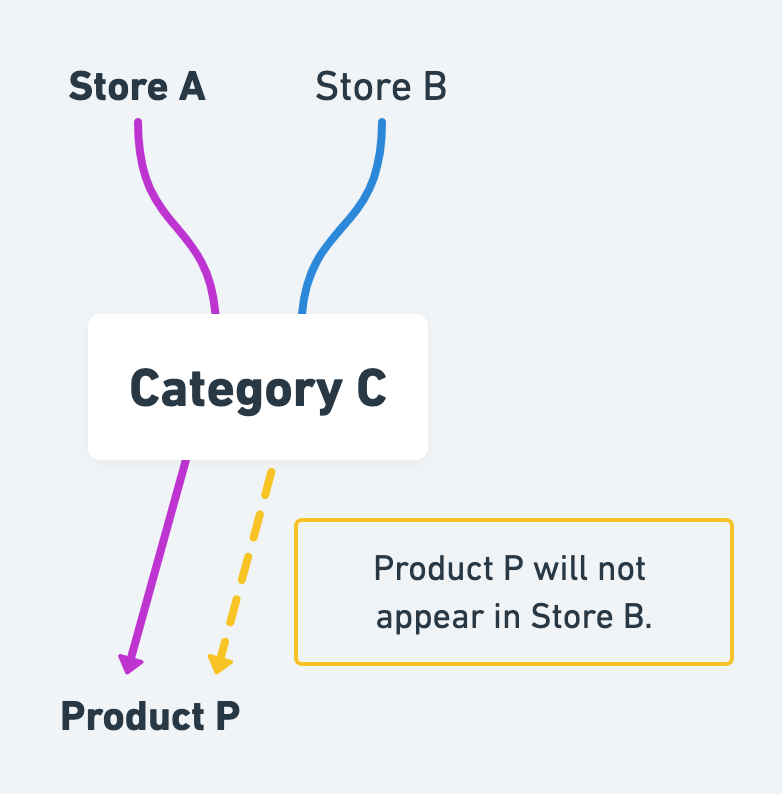 Store A
Store B
Category C
Product P will not
appear in Store B.
Product P